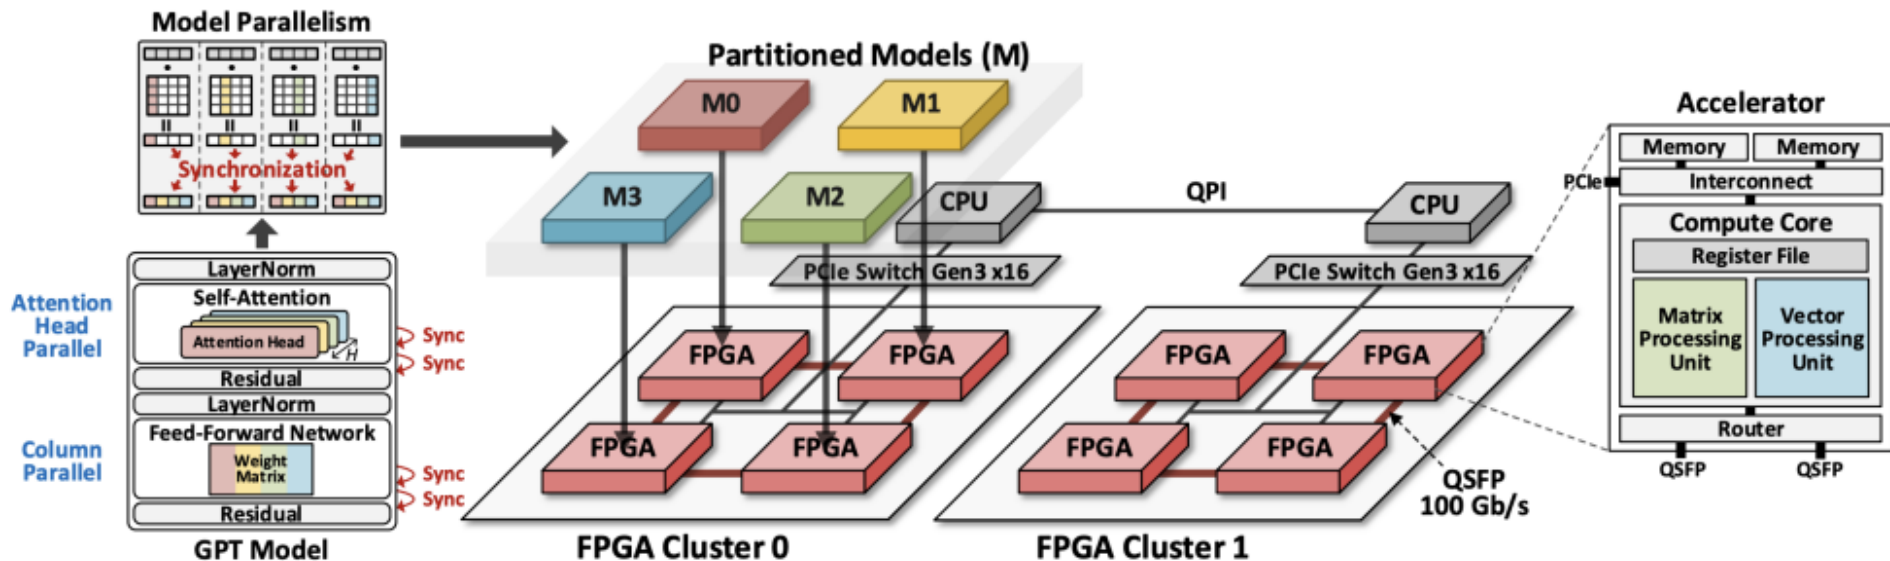 Model Parallelism
Synchronization
LayerNorm
Self-Attention
Attention Head
H
Residual
LayerNorm
Feed-Forward Network
Weight
Matrix
Residual
GPT Model
Attention
Head
Parallel
Column
Parallel
Sync
Sync
Sync
Sync
Partitioned Models (M)
M0
M1
M3
M2
CPU
QPI
CPU
PCIe Switch Gen3 x16
PCIe Switch Gen3 x16
FPGA
FPGA
FPGA
FPGA
FPGA Cluster 0
FPGA
FPGA
FPGA
FPGA
QSFP
100 Gb/s
FPGA Cluster 1
Accelerator
Memory
Memory
PCIe
Interconnect
Compute Core
Register File
Matrix
Processing
Unit
Vector
Processing
Unit
Router
QSFP
QSFP